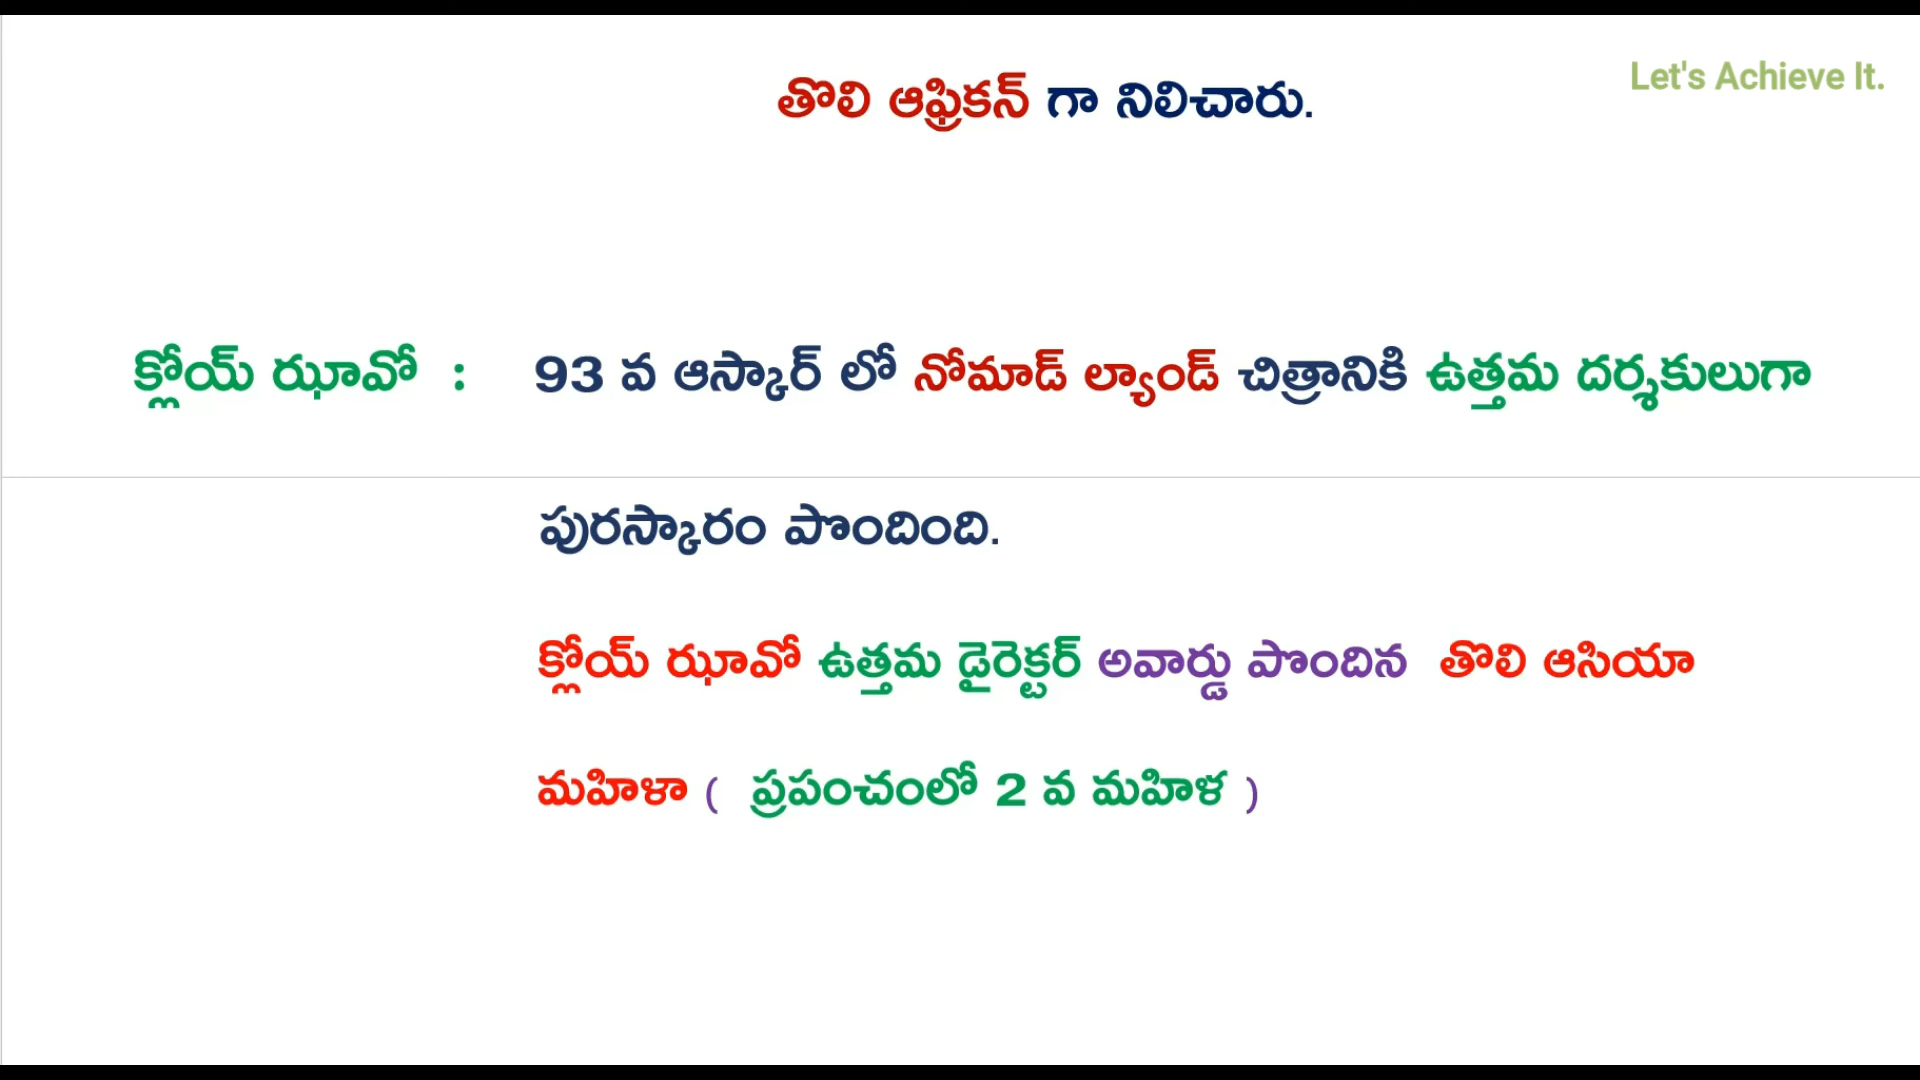 Let's Achieve It.
తొలి ఆఫ్రికన్ గా నిలిచారు.
క్లోయ్ ఝావో : 93 వ ఆస్కార్ లో నోమాడ్ ల్యాండ్ చిత్రానికి ఉత్తమ దర్శకులుగా
పురస్కారం పొందింది.
క్లోయ్ ఝావో ఉత్తమ డైరెక్టర్ అవార్డు పొందిన తొలి ఆసియా
మహిళా ( ప్రపంచంలో 2 వ మహిళ )